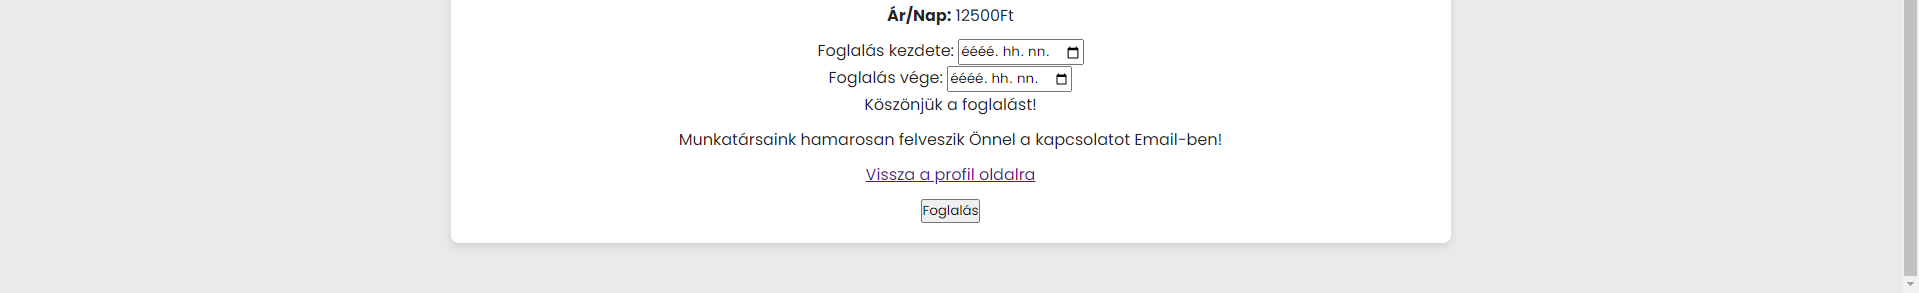 Ár/Nap: 12500Ft
Foglalás kezdete: éééé. hh. nn.
Foglalás vége: éééé. hh. nn.
Köszönjük a foglalást!
Munkatársaink hamarosan felveszik Önnel a kapcsolatot Email-ben!
Vissza a profil oldalra
Foglalás